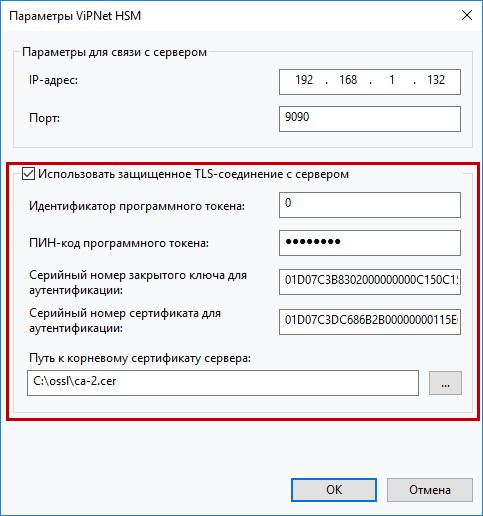 Параметры ViPNet HSM
Параметры для связи с сервером
IP-адрес:
192 . 168 . 1 . 132
Порт:
9090
Использовать защищенное TLS-соединение с сервером
Идентификатор программного токена:
0
ПИН-код программного токена:
●●●●●●●●
Серийный номер закрытого ключа для
аутентификации:
01D07C3B8302000000000C150C15
Серийный номер сертификата для
аутентификации:
01D07C3DC686B2B00000000115E
Путь к корневому сертификату сервера:
C:\ossl\ca-2.cer
...
OK
Отмена